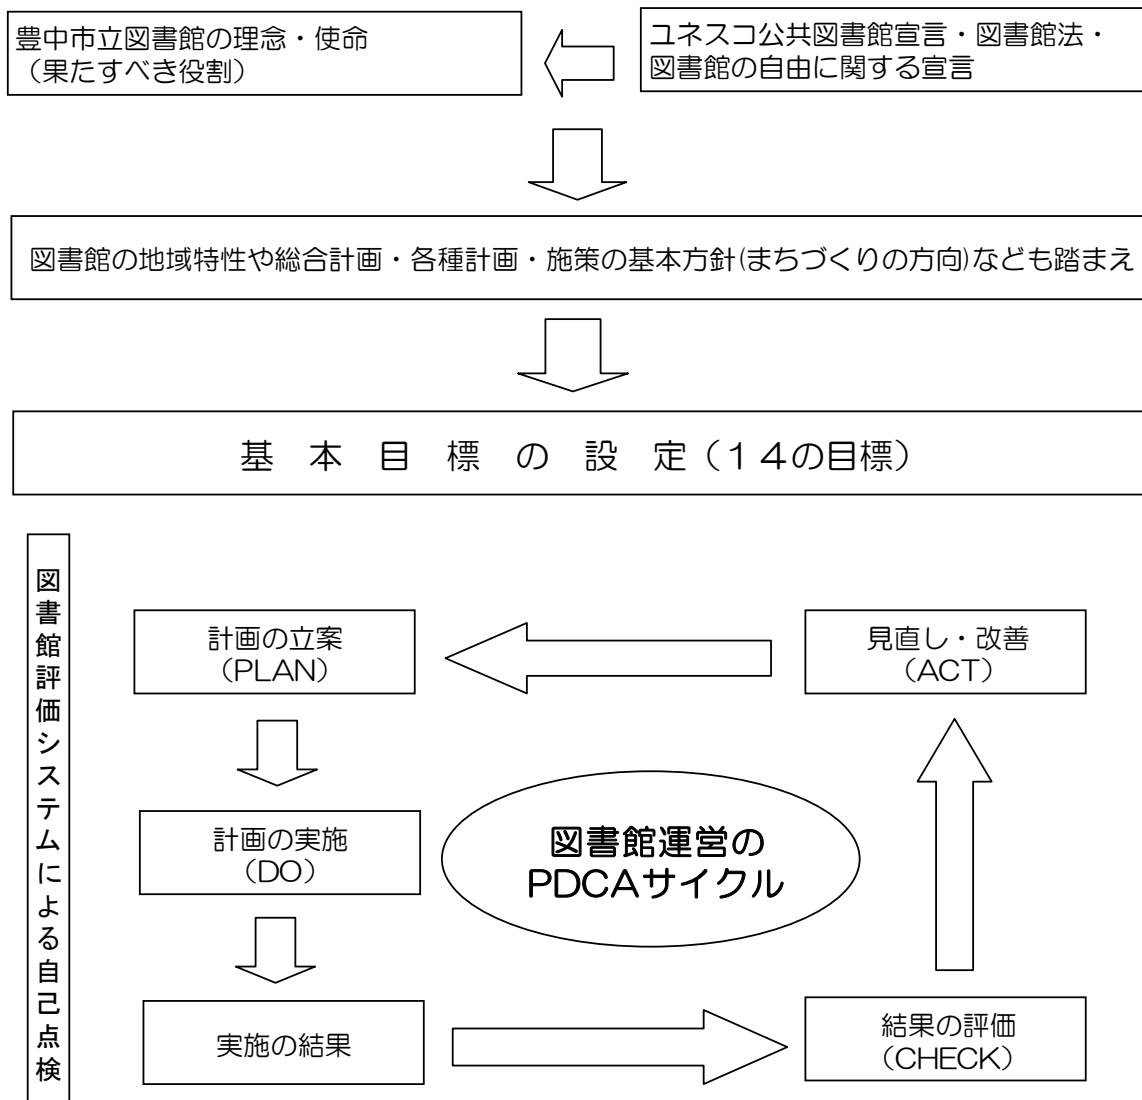 豊中市立図書館の理念・使命
（果たすべき役割）
ユネスコ公共図書館宣言・図書館法・
図書館の自由に関する宣言
図書館の地域特性や総合計画・各種計画・施策の基本方針(まちづくりの方向)なども踏まえ
基本目標の設定（１４の目標）
図書館評価システムによる自己点検
計画の立案
（PLAN）
見直し・改善
（ACT）
計画の実施
（DO）
図書館運営の
PDCAサイクル
実施の結果
結果の評価
（CHECK）